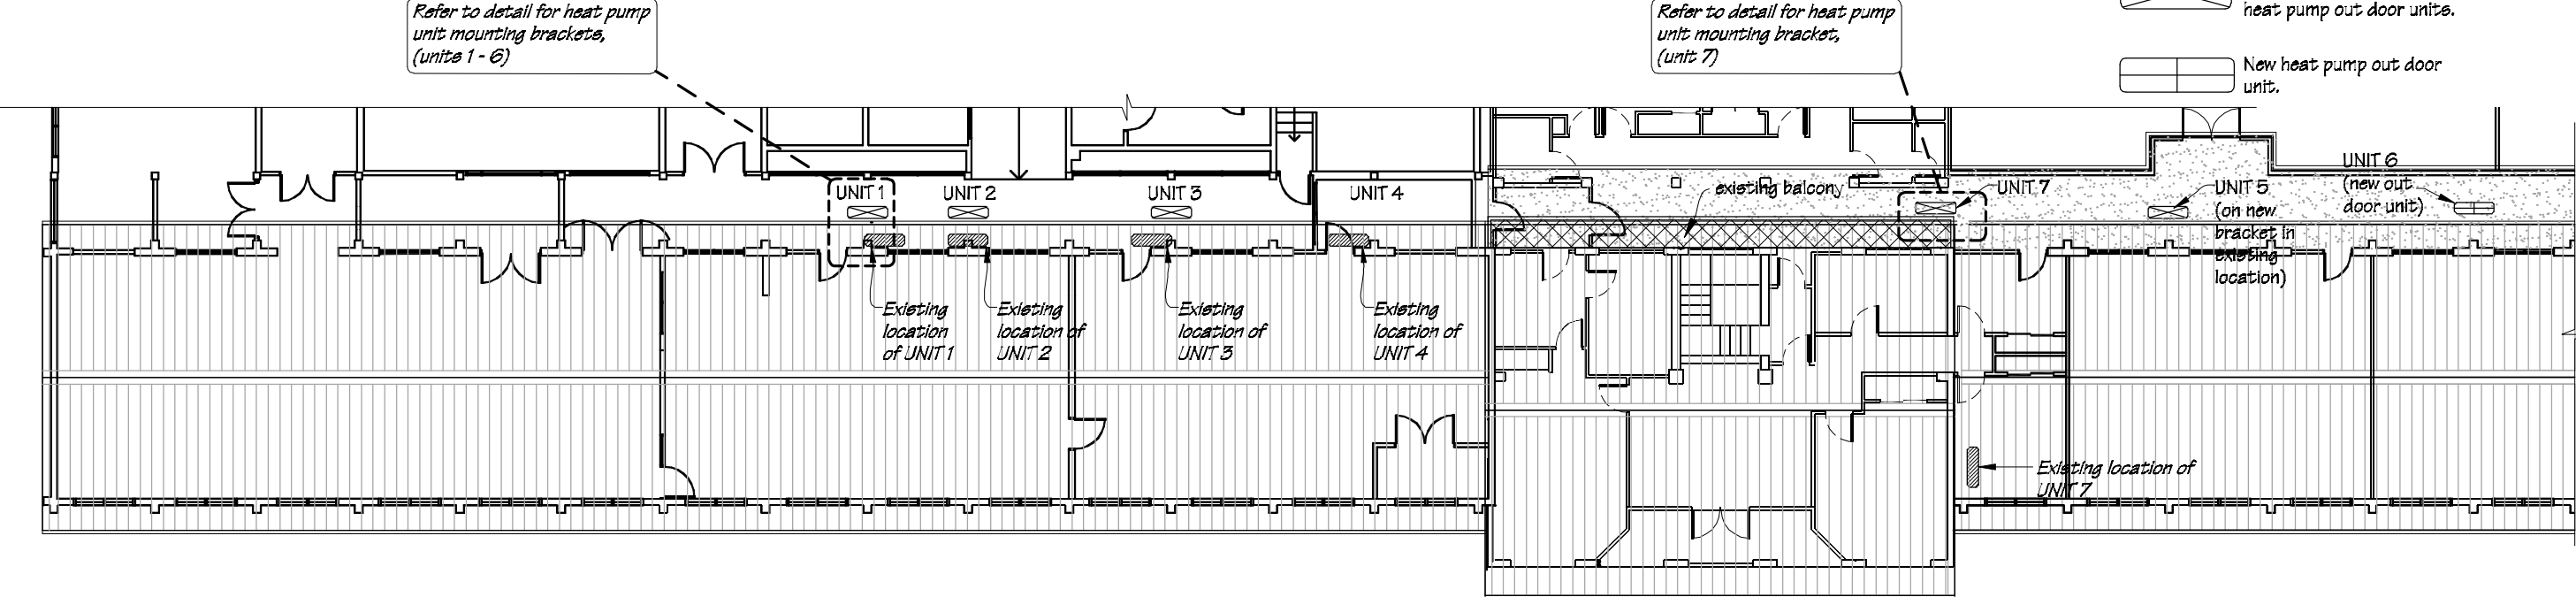 Refer to detail for heat pump
unit mounting brackets,
(units 1 - 6)
Refer to detail for heat pump
unit mounting bracket,
(unit 7)
heat pump out door units.
New heat pump out door
unit.
UNIT 1
UNIT 2
UNIT 3
UNIT 4
existing balcony
UNIT 7
UNIT 5
(on new
bracket in
existing
location)
UNIT 6
(new out
door unit)
Existing
location
of UNIT 1
Existing
location of
UNIT 2
Existing
location of
UNIT 3
Existing
location of
UNIT 4
Existing location of
UNIT 7